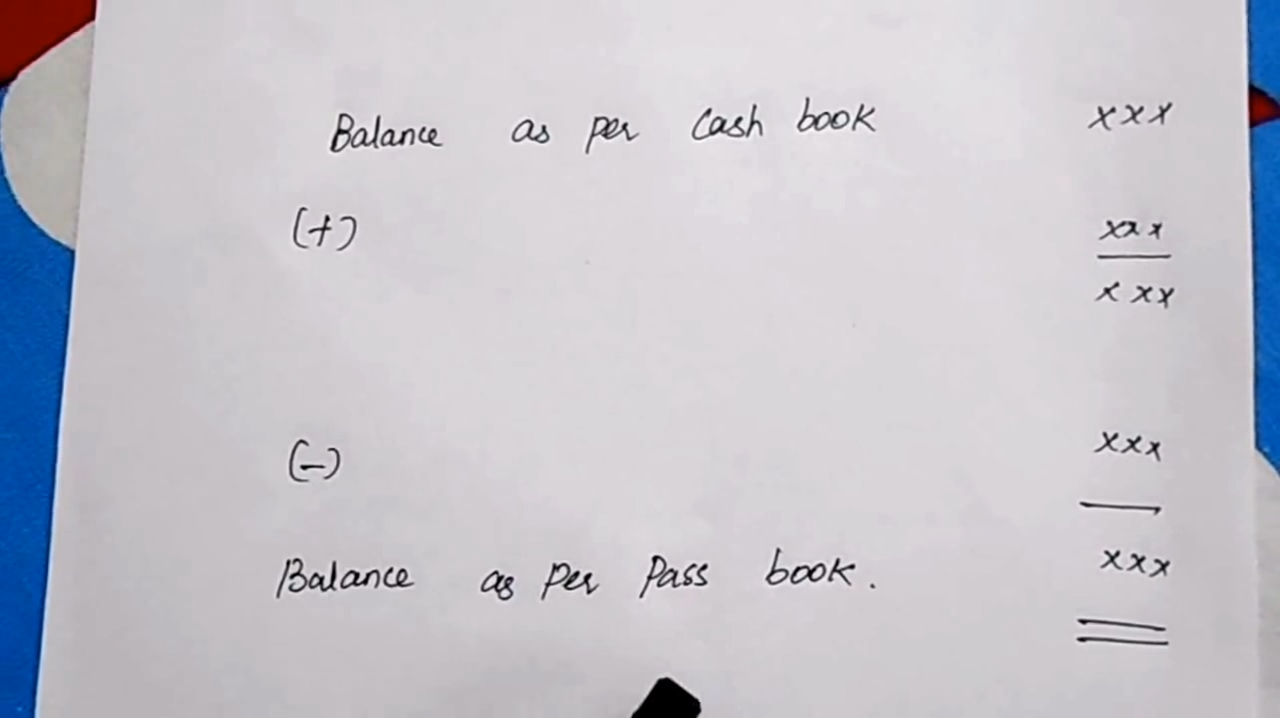 Balance as per Cash book xxx
(+) xxx
xxx
(-) xxx
Balance as per Pass book. xxx